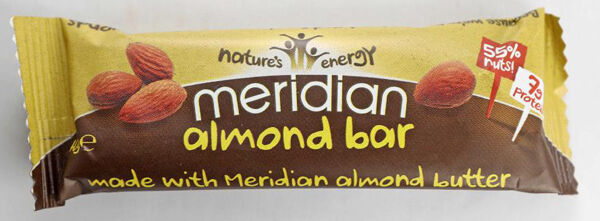 nature's energy
meridian
almond bar
made with Meridian almond butter
55%
nuts!
7g
Protein